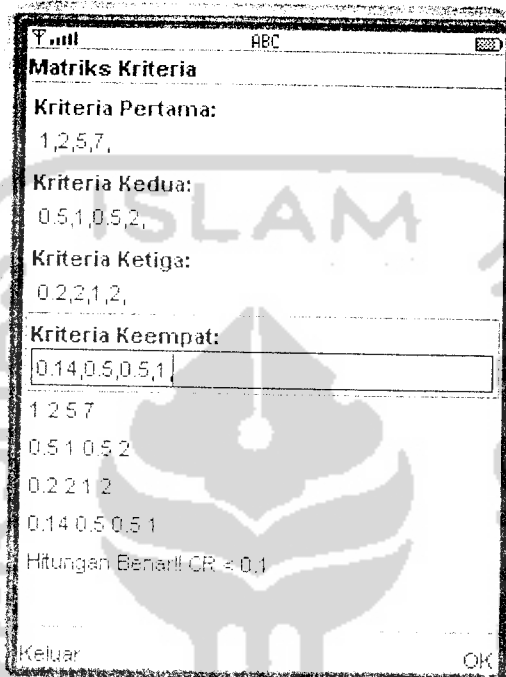 ABC
Matriks Kriteria
Kriteria Pertama:
1,2,5,7,
Kriteria Kedua:
0.5,1,0.5,2,
Kriteria Ketiga:
0.2,2,1,2,
Kriteria Keempat:
0.14,0.5,0.5,1,
1 2 5 7
0.5 1 0.5 2
0.2 2 1 2
0.14 0.5 0.5 1
Hitungan Benar!! CR < 0,1
Keluar OK
ISLAM